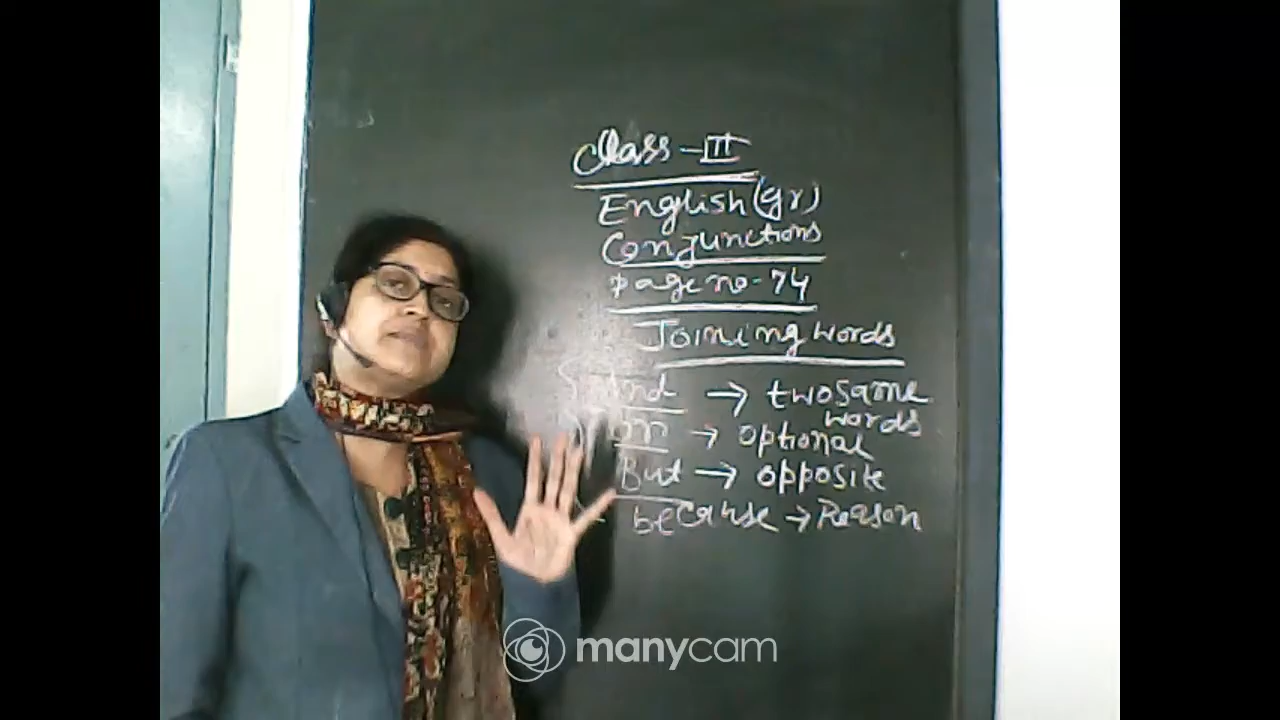 Class - III
English (gr)
Conjunctions
page no - 74
Joining words
And → two same
words
or → optional
But → opposite
because → Reason
manycam